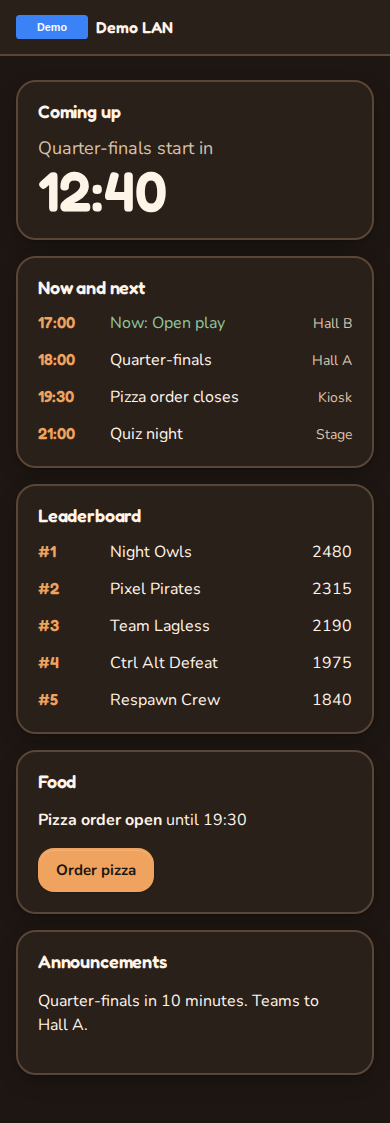 Demo Demo LAN
Coming up
Quarter-finals start in
12:40
Now and next
17:00 Now: Open play Hall B
18:00 Quarter-finals Hall A
19:30 Pizza order closes Kiosk
21:00 Quiz night Stage
Leaderboard
#1 Night Owls 2480
#2 Pixel Pirates 2315
#3 Team Lagless 2190
#4 Ctrl Alt Defeat 1975
#5 Respawn Crew 1840
Food
Pizza order open until 19:30
Order pizza
Announcements
Quarter-finals in 10 minutes. Teams to
Hall A.